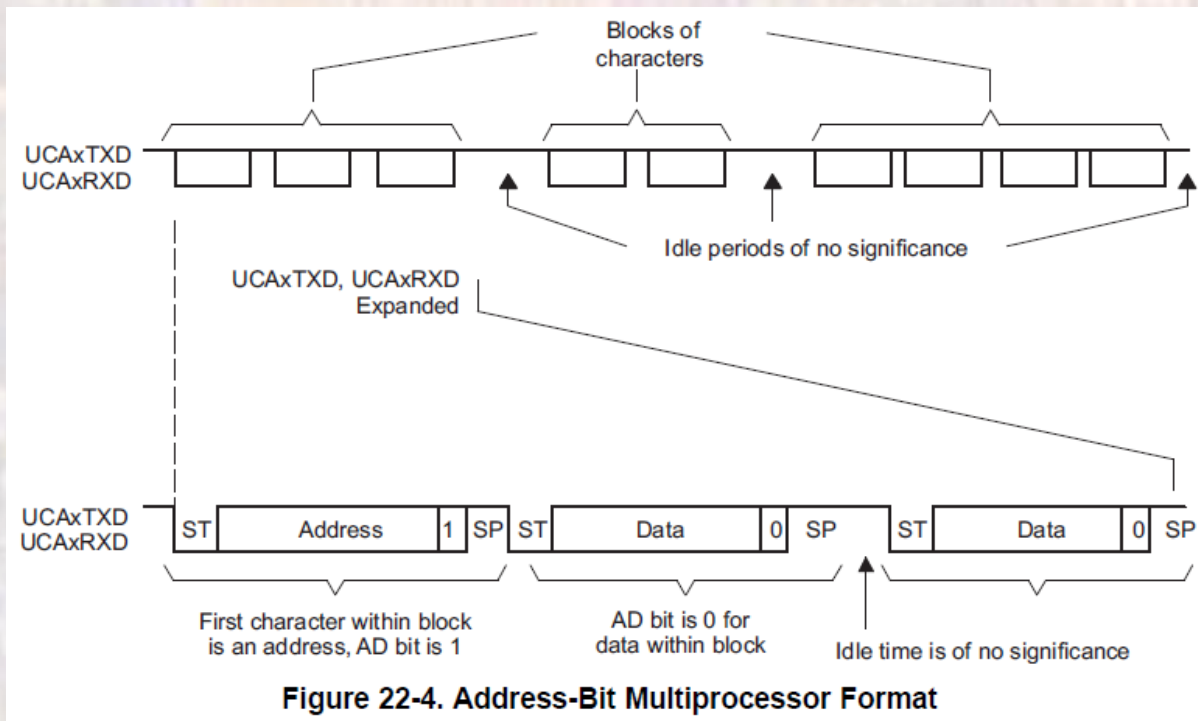 Blocks of
characters
UCAxTXD
UCAxRXD
Idle periods of no significance
UCAxTXD, UCAxRXD
Expanded
UCAxTXD
UCAxRXD
ST Address 1 SP ST Data 0 SP ST Data 0 SP
First character within block
is an address, AD bit is 1
AD bit is 0 for
data within block
Idle time is of no significance
Figure 22-4. Address-Bit Multiprocessor Format